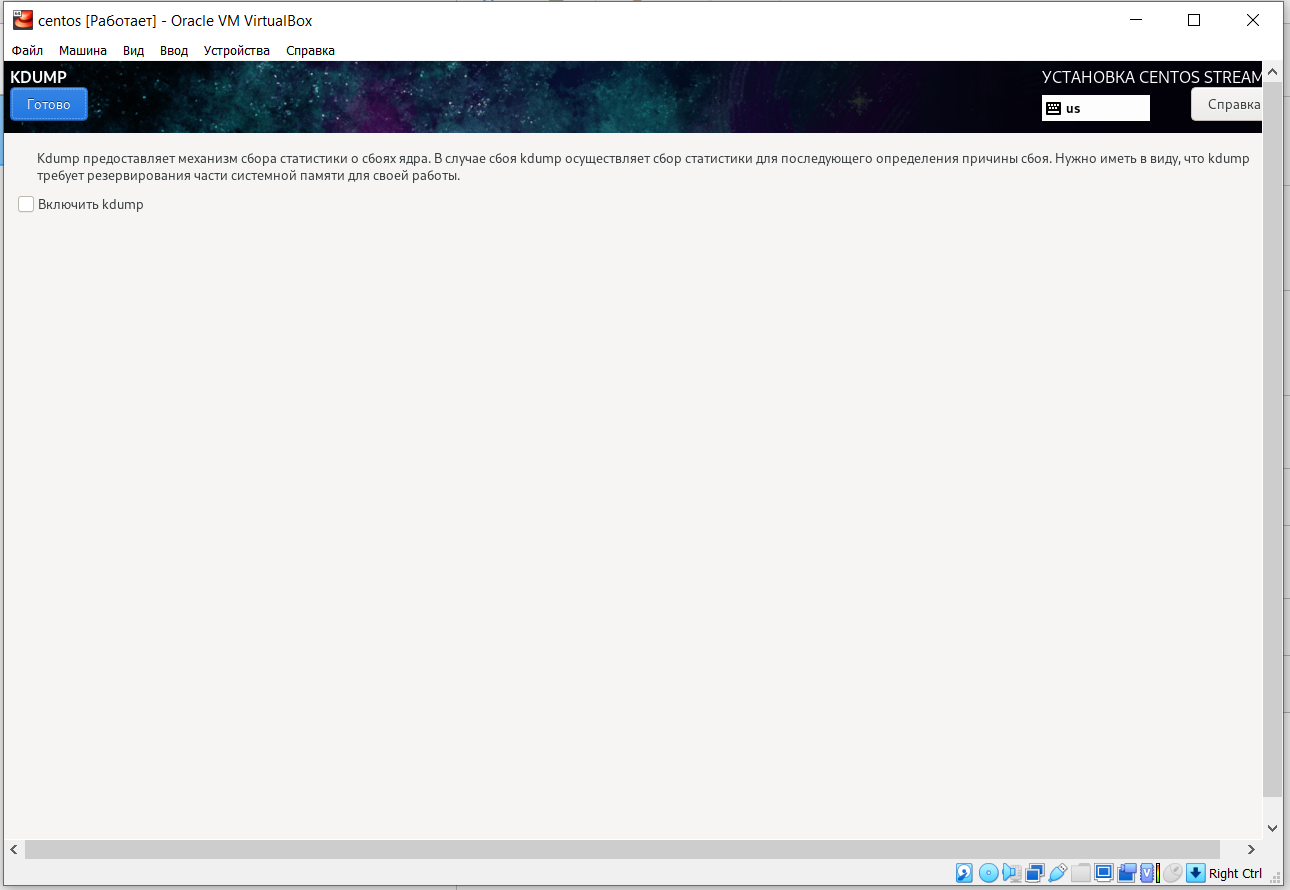 centos [Работает] - Oracle VM VirtualBox
Файл Машина Вид Ввод Устройства Справка
KDUMP
УСТАНОВКА CENTOS STREAM
Готово
us
Справка
Kdump предоставляет механизм сбора статистики о сбоях ядра. В случае сбоя kdump осуществляет сбор статистики для последующего определения причины сбоя. Нужно иметь в виду, что kdump
требует резервирования части системной памяти для своей работы.
Включить kdump
Right Ctrl